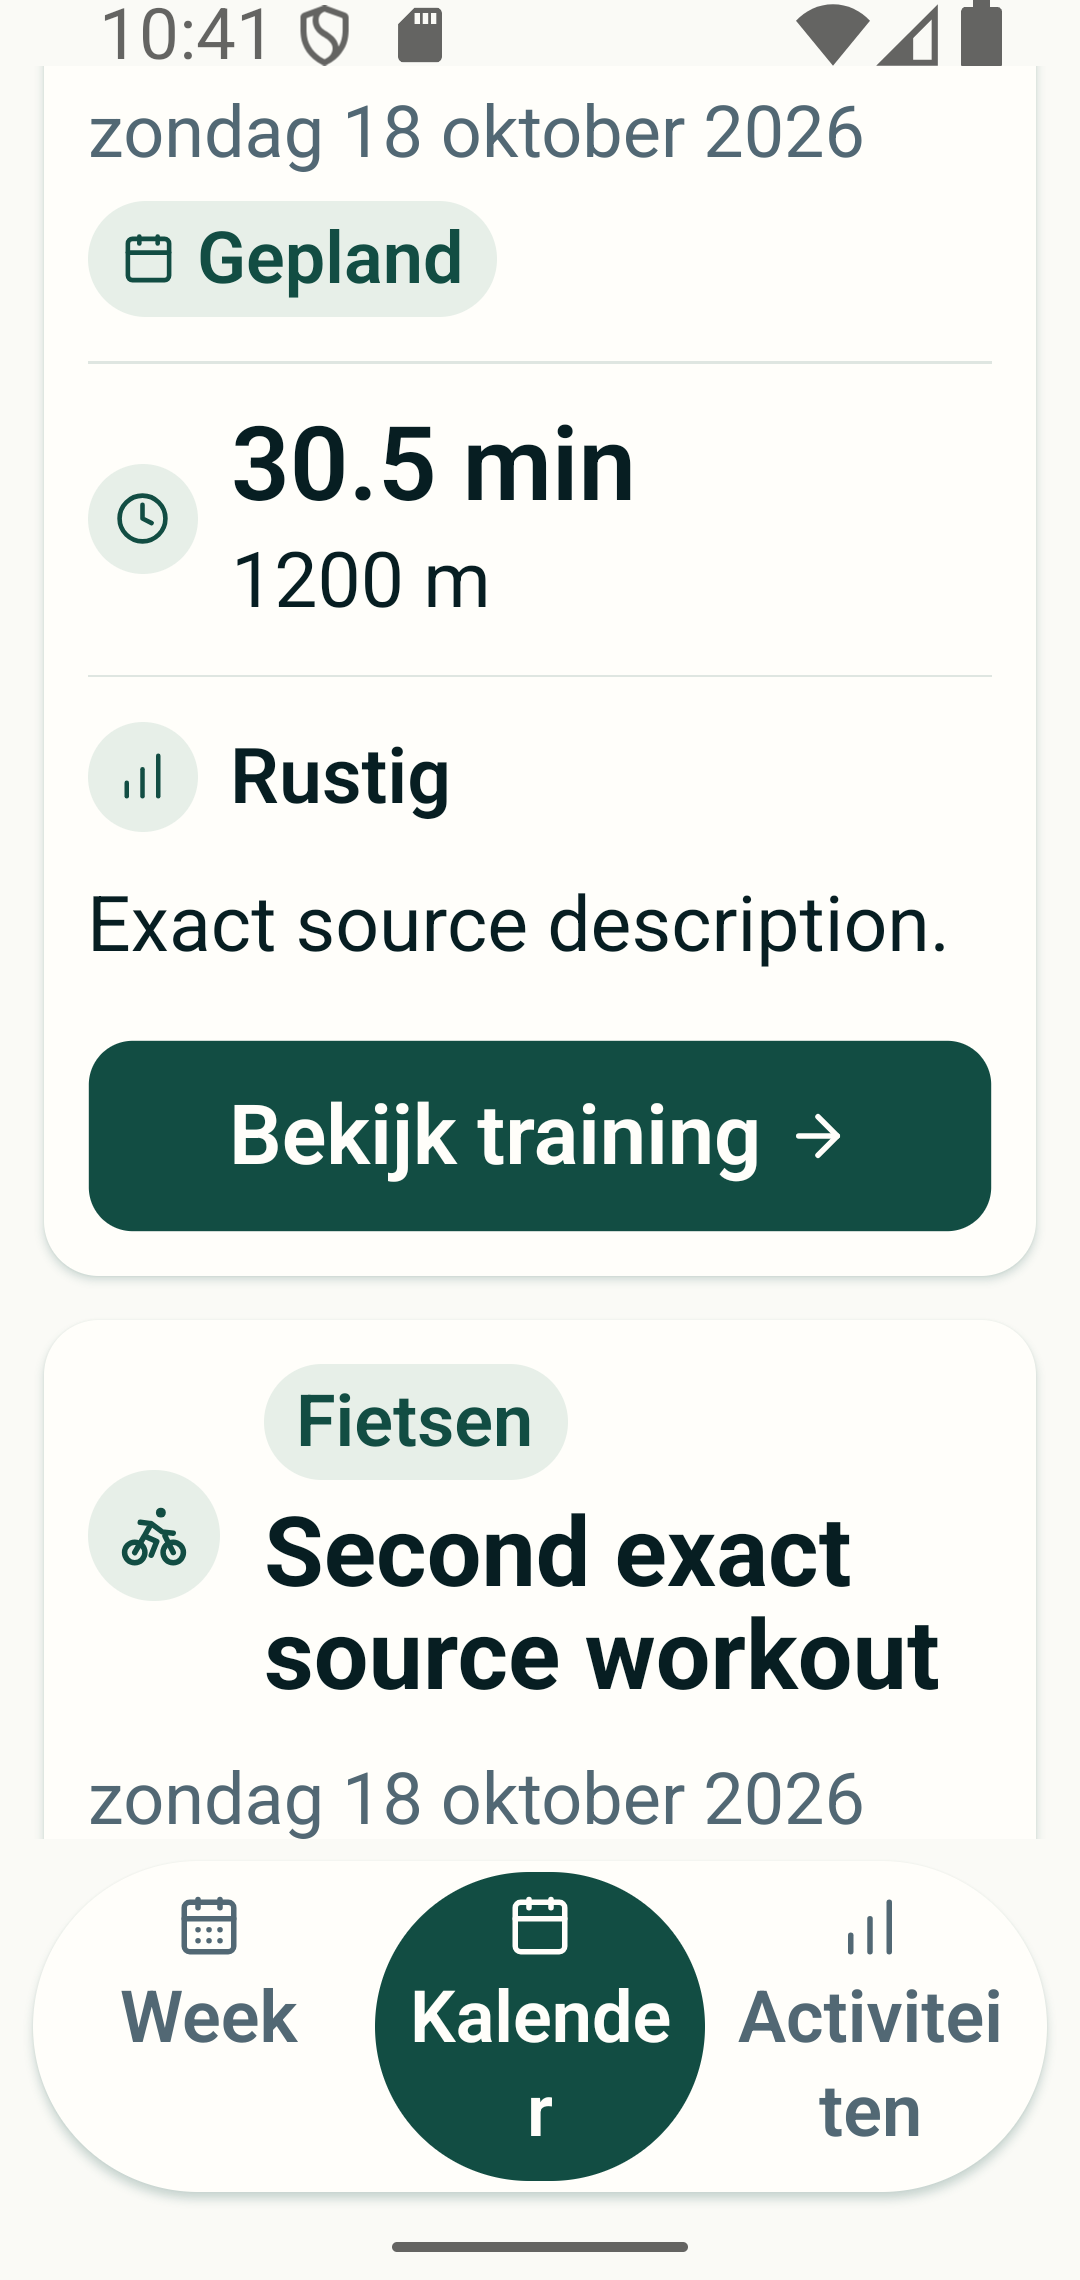 10:41
zondag 18 oktober 2026
Gepland
30.5 min
1200 m
Rustig
Exact source description.
Bekijk training
Fietsen
Second exact
source workout
zondag 18 oktober 2026
Week
Kalende
r
Activitei
ten